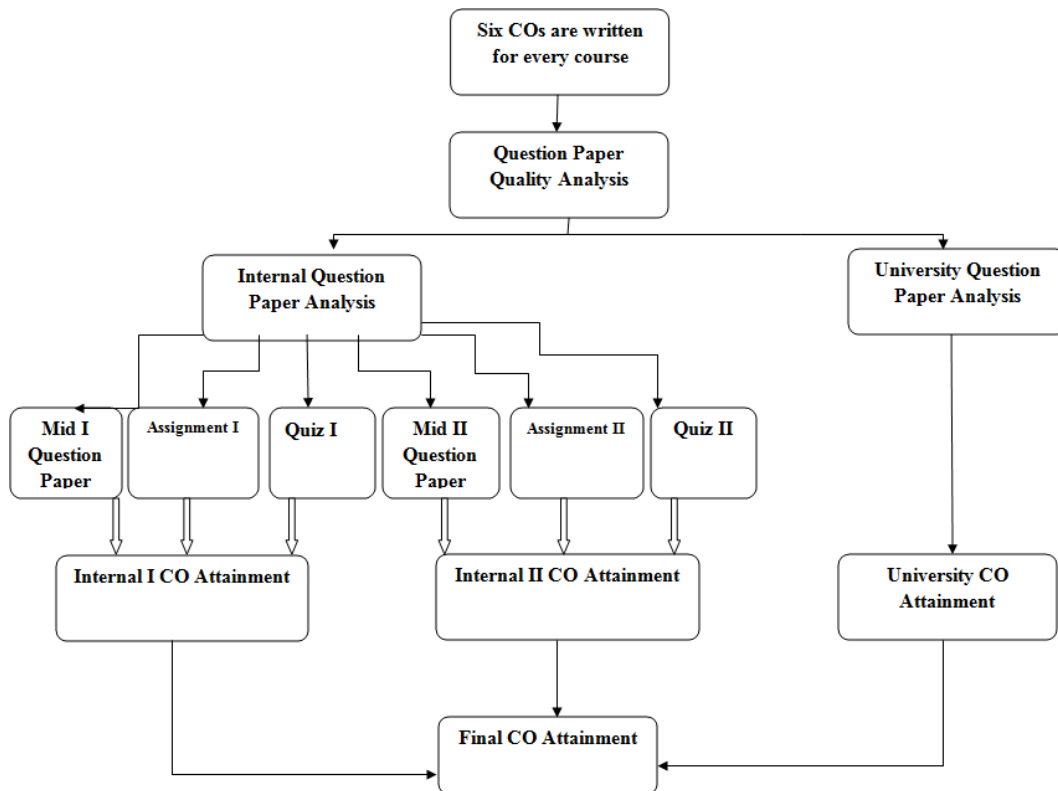 Six COs are written
for every course
Question Paper
Quality Analysis
Internal Question
Paper Analysis
University Question
Paper Analysis
Mid I
Question
Paper
Assignment I
Quiz I
Mid II
Question
Paper
Assignment II
Quiz II
Internal I CO Attainment
Internal II CO Attainment
University CO
Attainment
Final CO Attainment